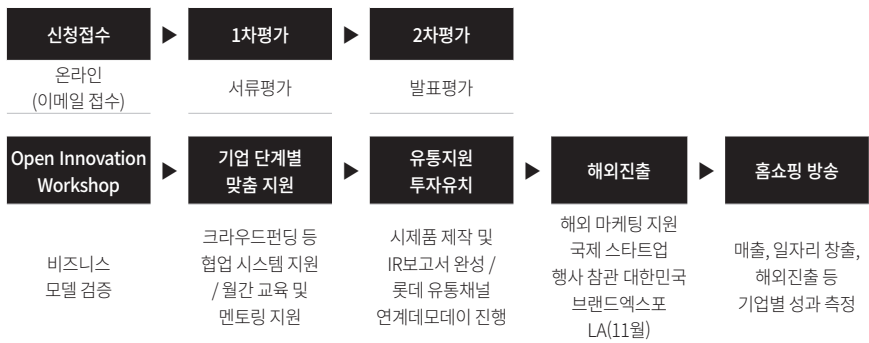 신청접수 ▶ 1차평가 ▶ 2차평가
온라인
(이메일 접수)
서류평가
발표평가
Open Innovation
Workshop
▶
기업 단계별
맞춤 지원
▶
유통지원
투자유치
▶
해외진출
▶
홈쇼핑 방송
비즈니스
모델 검증
크라우드펀딩 등
협업 시스템 지원
/ 월간 교육 및
멘토링 지원
시제품 제작 및
IR보고서 완성 /
롯데 유통채널
연계데모데이 진행
해외 마케팅 지원
국제 스타트업
행사 참관 대한민국
브랜드엑스포
LA(11월)
매출, 일자리 창출,
해외진출 등
기업별 성과 측정